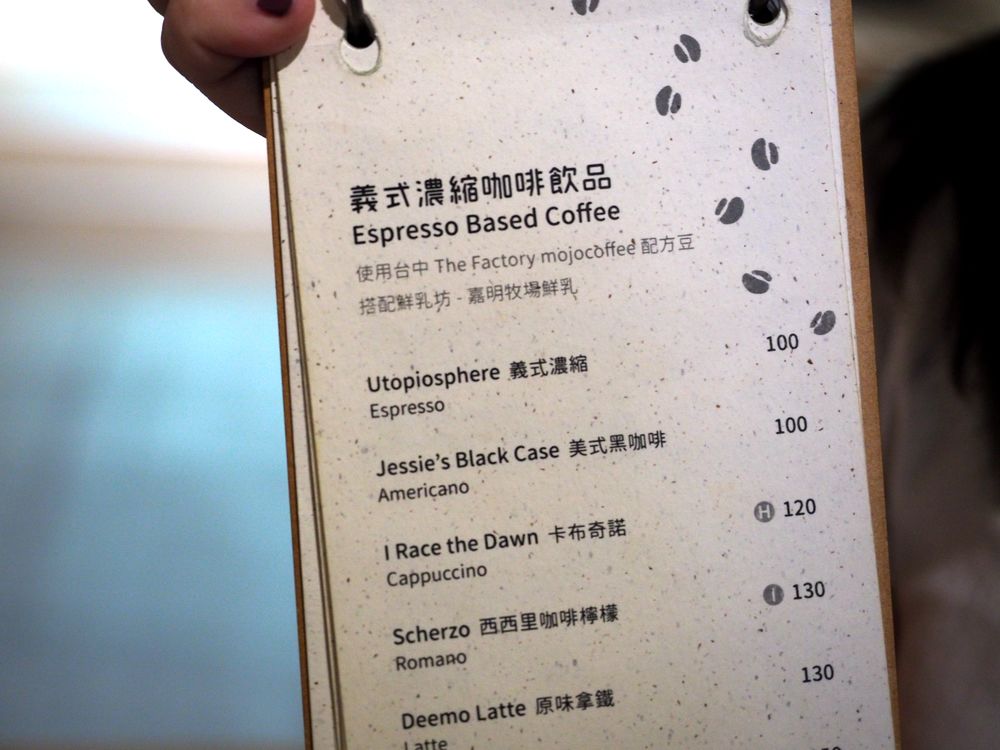 義式濃縮咖啡飲品
Espresso Based Coffee
使用台中 The Factory mojocoffee 配方豆
搭配鮮乳坊 - 嘉明牧場鮮乳
Utopiosphere 義式濃縮 100
Espresso
Jessie's Black Case 美式黑咖啡 100
Americano
I Race the Dawn 卡布奇諾 H 120
Cappuccino
Scherzo 西西里咖啡檸檬 I 130
Romano
Deemo Latte 原味拿鐵 130
Latte